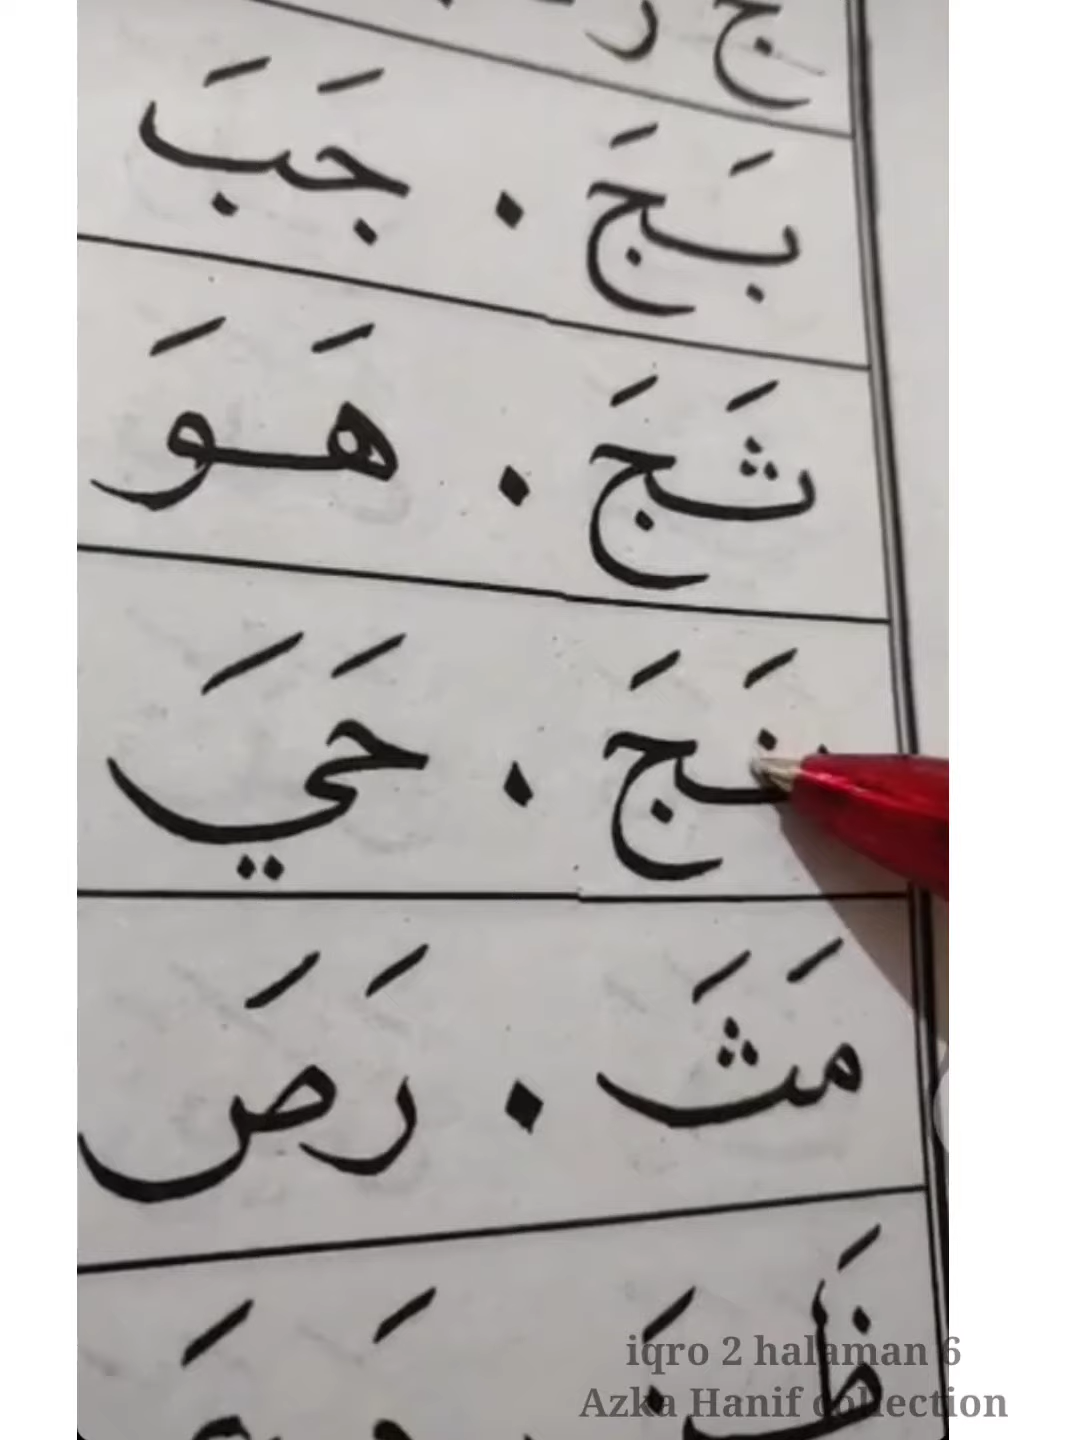 بَجَ . جَبَ
ثَجَ . هَوَ
حَيَ
مَثَ . رَصَ
iqro 2 halaman 6
Azka Hanif collection